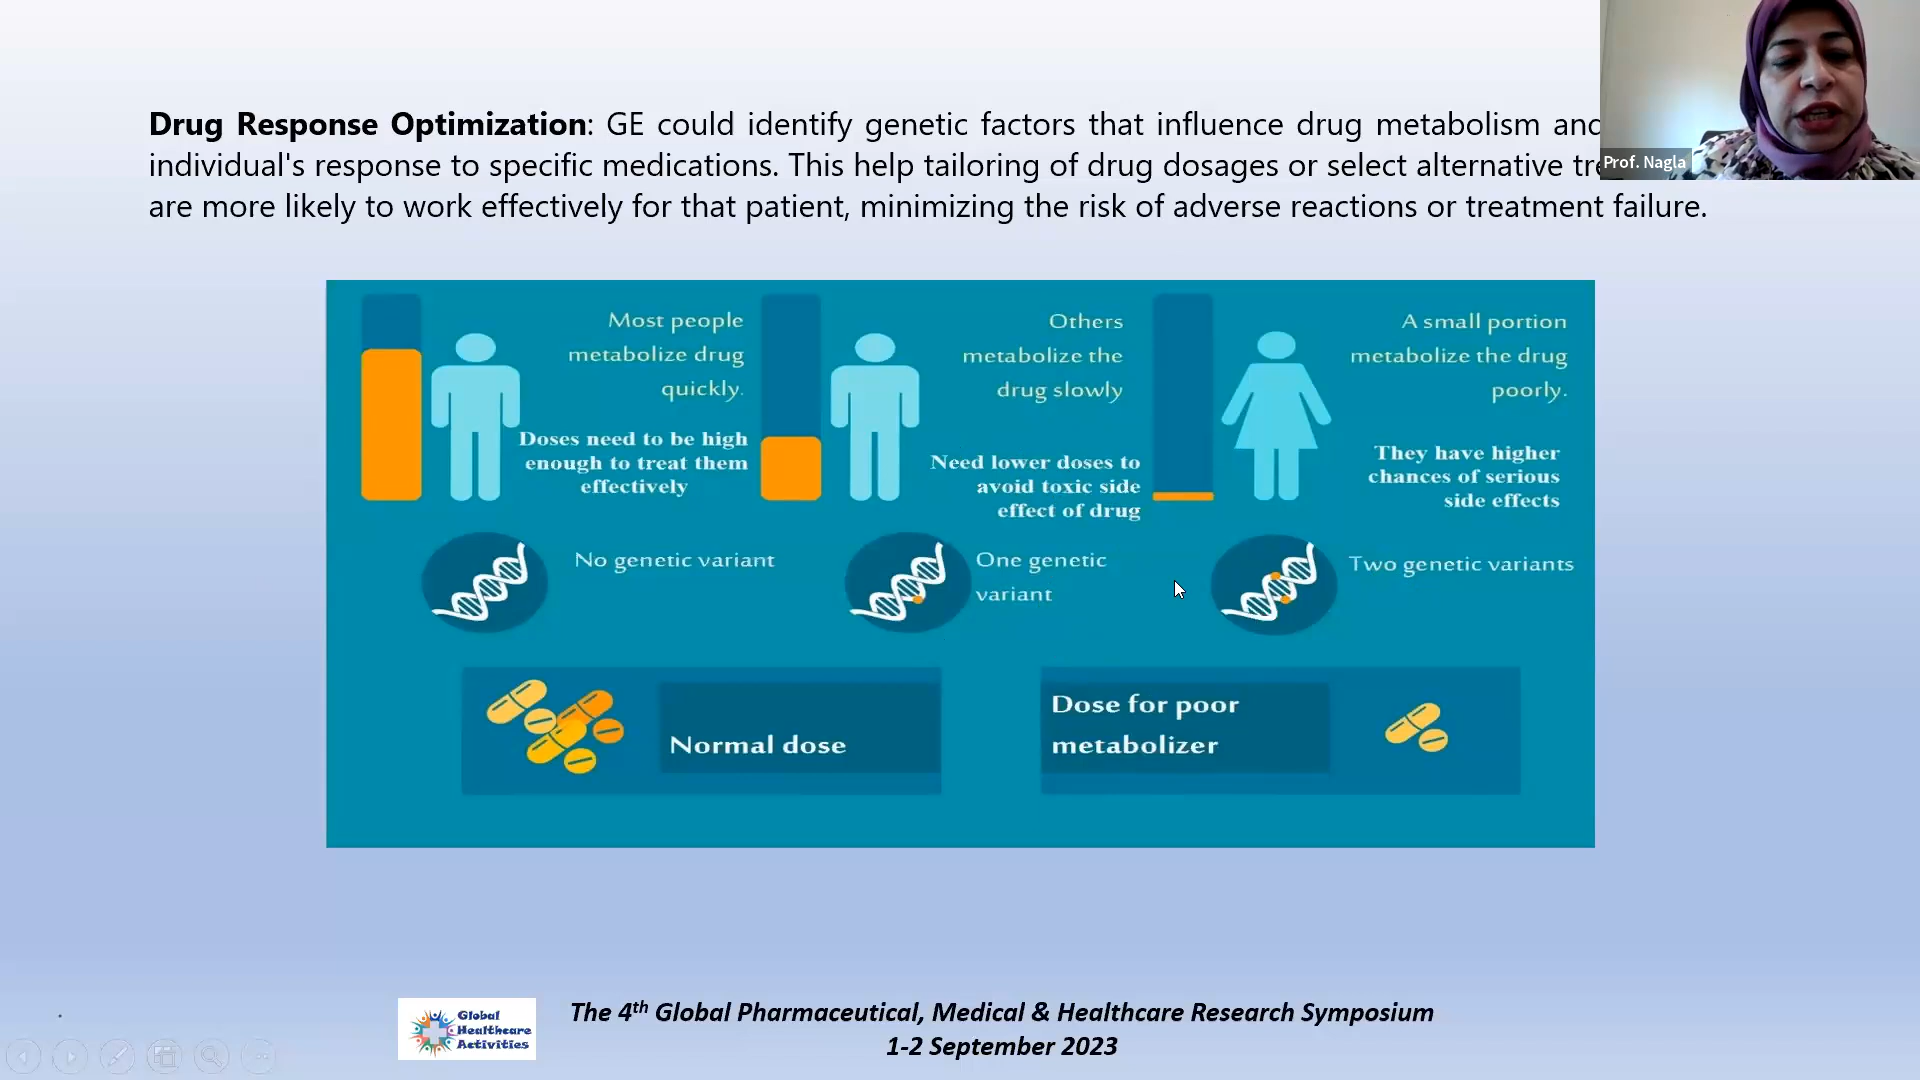 Drug Response Optimization: GE could identify genetic factors that influence drug metabolism and
individual's response to specific medications. This help tailoring of drug dosages or select alternative
are more likely to work effectively for that patient, minimizing the risk of adverse reactions or treatment failure.
Prof. Nagla
Most people
metabolize drug
quickly.
Doses need to be high
enough to treat them
effectively
Others
metabolize the
drug slowly
Need lower doses to
avoid toxic side
effect of drug
A small portion
metabolize the drug
poorly.
They have higher
chances of serious
side effects
No genetic variant
One genetic
variant
Two genetic variants
Normal dose
Dose for poor
metabolizer
Global
Healthcare
Activities
The 4th Global Pharmaceutical, Medical & Healthcare Research Symposium
1-2 September 2023